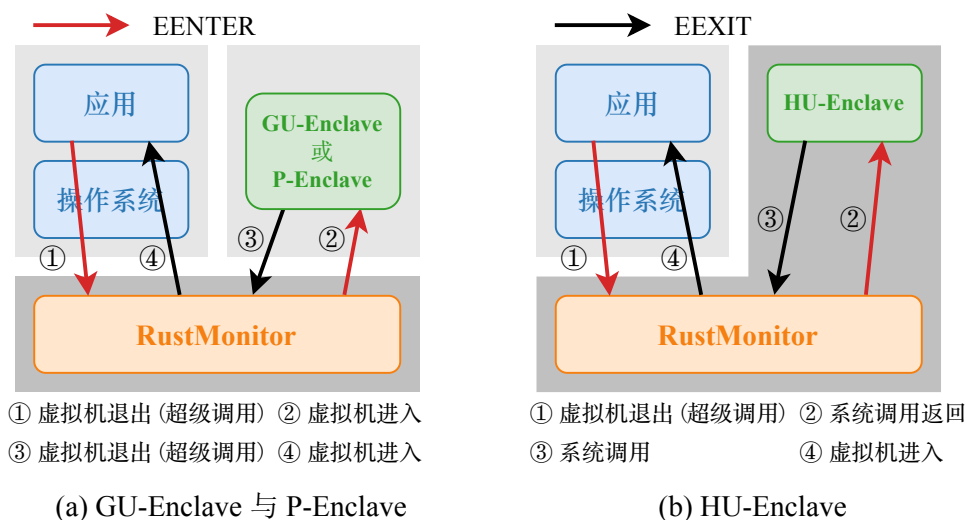 EENTER
EEXIT
应用
操作系统
GU-Enclave
或
P-Enclave
①
④
③
②
RustMonitor
① 虚拟机退出 (超级调用) ② 虚拟机进入
③ 虚拟机退出 (超级调用) ④ 虚拟机进入
(a) GU-Enclave 与 P-Enclave
应用
操作系统
HU-Enclave
①
④
③
②
RustMonitor
① 虚拟机退出 (超级调用) ② 系统调用返回
③ 系统调用 ④ 虚拟机进入
(b) HU-Enclave